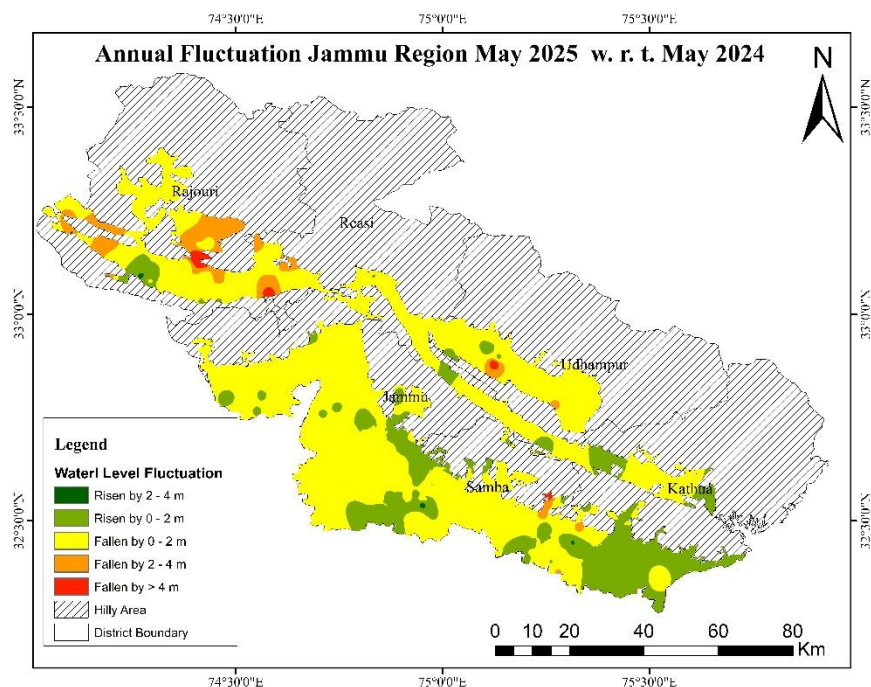 74°30'0"E 75°0'0"E 75°30'0"E
Annual Fluctuation Jammu Region May 2025 w. r. t. May 2024
N
33°30'0"N 33°30'0"N
Rajouri
Reasi
33°0'0"N 33°0'0"N
Udhampur
Jammu
Samba
Kathua
32°30'0"N 32°30'0"N
Legend
Waterl Level Fluctuation
Risen by 2 - 4 m
Risen by 0 - 2 m
Fallen by 0 - 2 m
Fallen by 2 - 4 m
Fallen by > 4 m
Hilly Area
District Boundary
0 10 20 40 60 80
Km
74°30'0"E 75°0'0"E 75°30'0"E